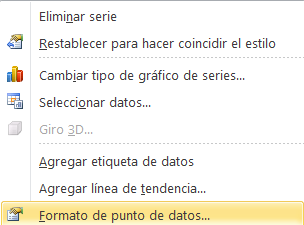 Eliminar serie
Restablecer para hacer coincidir el estilo
Cambiar tipo de gráfico de series...
Seleccionar datos...
Giro 3D...
Agregar etiqueta de datos
Agregar línea de tendencia...
Formato de punto de datos...